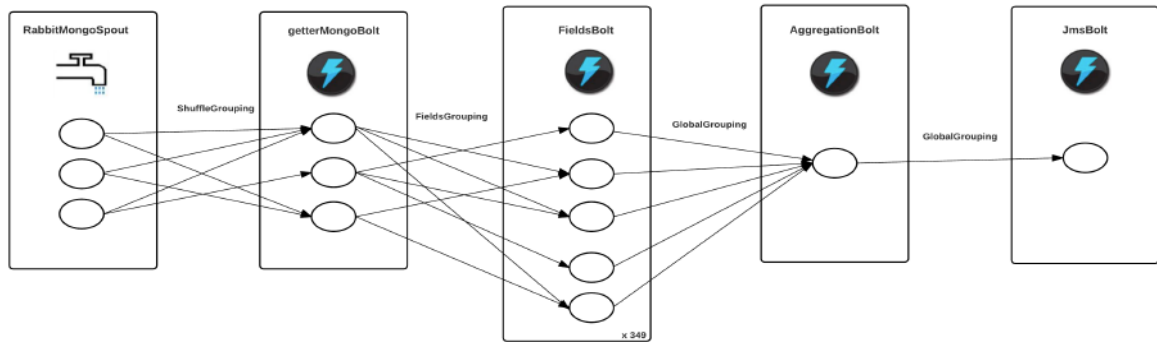 RabbitMongoSpout
getterMongoBolt
FieldsBolt
AggregationBolt
JmsBolt
ShuffleGrouping
FieldsGrouping
GlobalGrouping
GlobalGrouping
x 349